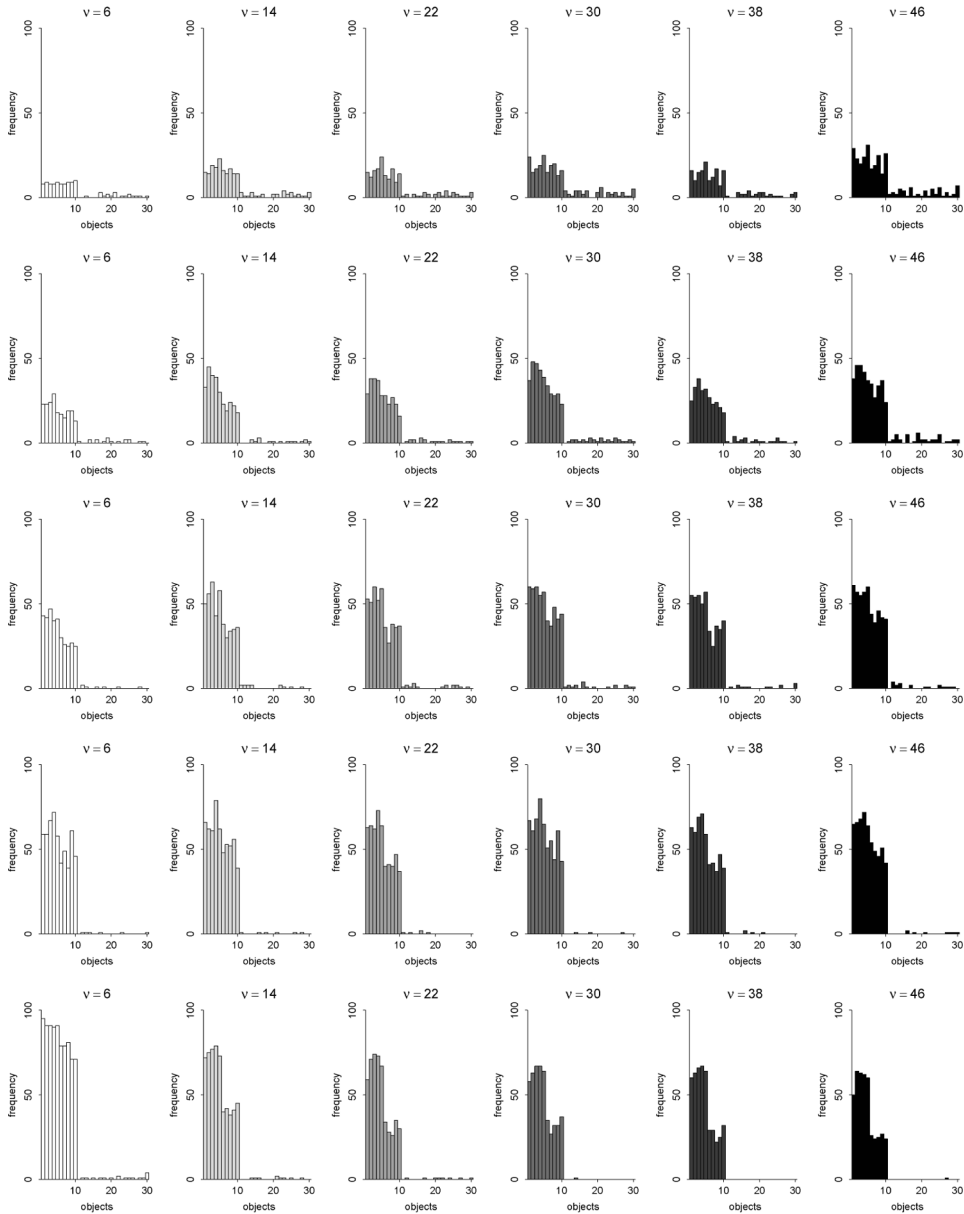 ν = 6 ν = 14 ν = 22 ν = 30 ν = 38 ν = 46
100 100 100 100 100 100
frequency frequency frequency frequency frequency frequency
50 50 50 50 50 50
0 0 0 0 0 0
10 20 30 10 20 30 10 20 30 10 20 30 10 20 30 10 20 30
objects objects objects objects objects objects
ν = 6 ν = 14 ν = 22 ν = 30 ν = 38 ν = 46
100 100 100 100 100 100
frequency frequency frequency frequency frequency frequency
50 50 50 50 50 50
0 0 0 0 0 0
10 20 30 10 20 30 10 20 30 10 20 30 10 20 30 10 20 30
objects objects objects objects objects objects
ν = 6 ν = 14 ν = 22 ν = 30 ν = 38 ν = 46
100 100 100 100 100 100
frequency frequency frequency frequency frequency frequency
50 50 50 50 50 50
0 0 0 0 0 0
10 20 30 10 20 30 10 20 30 10 20 30 10 20 30 10 20 30
objects objects objects objects objects objects
ν = 6 ν = 14 ν = 22 ν = 30 ν = 38 ν = 46
100 100 100 100 100 100
frequency frequency frequency frequency frequency frequency
50 50 50 50 50 50
0 0 0 0 0 0
10 20 30 10 20 30 10 20 30 10 20 30 10 20 30 10 20 30
objects objects objects objects objects objects
ν = 6 ν = 14 ν = 22 ν = 30 ν = 38 ν = 46
100 100 100 100 100 100
frequency frequency frequency frequency frequency frequency
50 50 50 50 50 50
0 0 0 0 0 0
10 20 30 10 20 30 10 20 30 10 20 30 10 20 30 10 20 30
objects objects objects objects objects objects